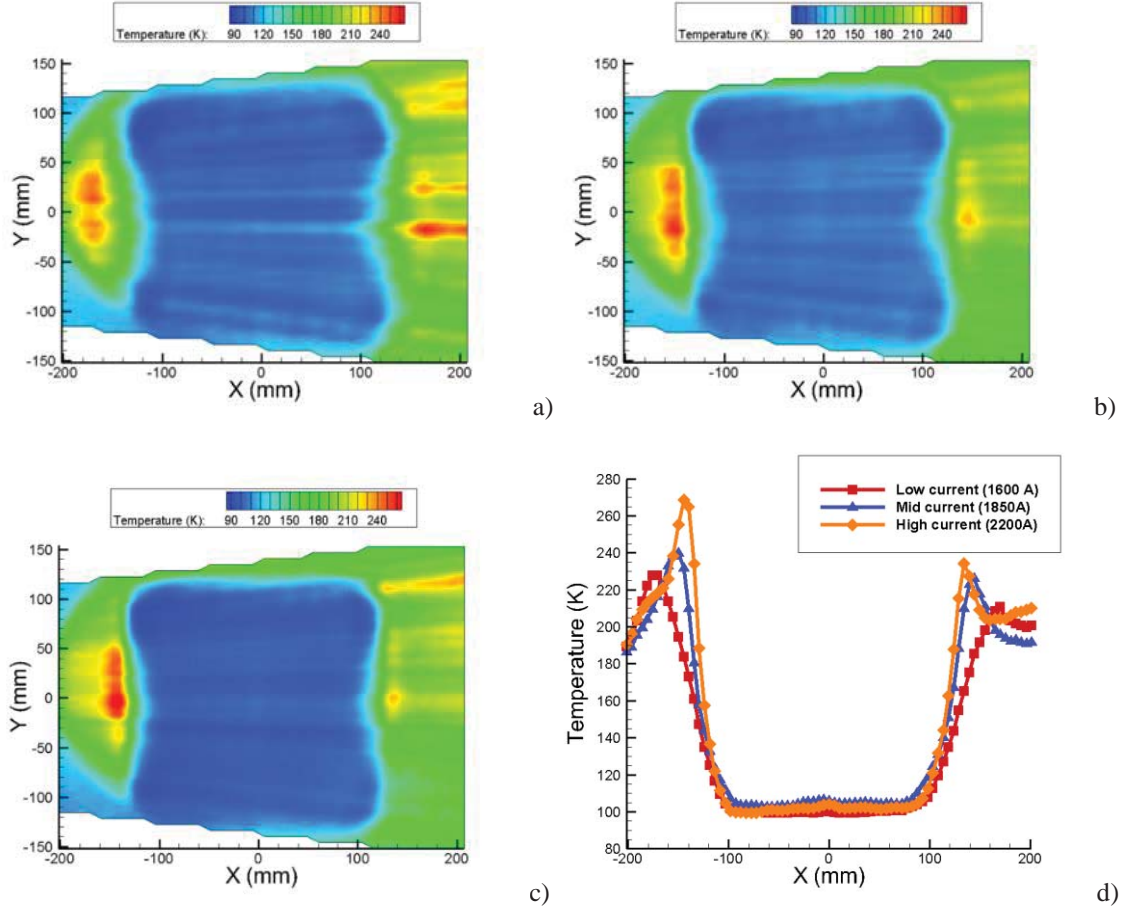 Temperature (K): 90 120 150 180 210 240
Temperature (K): 90 120 150 180 210 240
150
100
50
0
-50
-100
-150
Y (mm)
-200 -100 0 100 200
X (mm)
a)
150
100
50
0
-50
-100
-150
Y (mm)
-200 -100 0 100 200
X (mm)
b)
Temperature (K): 90 120 150 180 210 240
150
100
50
0
-50
-100
-150
Y (mm)
-200 -100 0 100 200
X (mm)
c)
Low current (1600 A)
Mid current (1850A)
High current (2200A)
280
260
240
220
200
180
160
140
120
100
80
Temperature (K)
-200 -100 0 100 200
X (mm)
d)